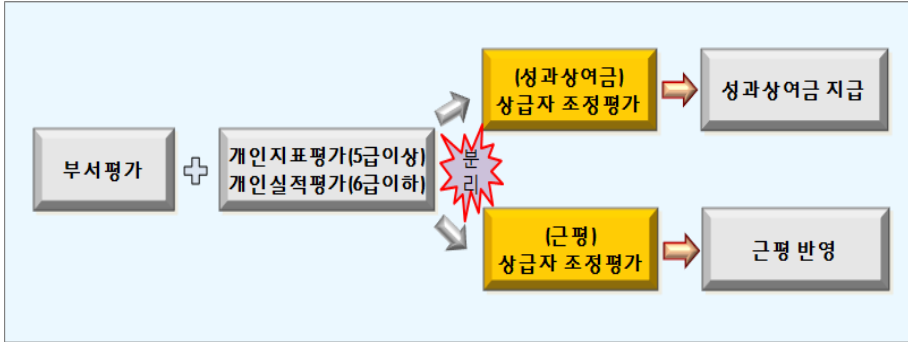 부서평가
개인지표평가(5급이상)
개인실적평가(6급이하)
분
리
(성과상여금)
상급자 조정평가
성과상여금 지급
(근평)
상급자 조정평가
근평 반영